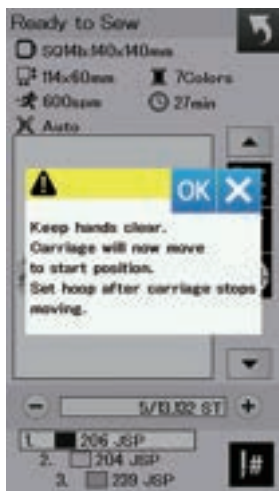 Ready to Sew
SQ14b:140x140mm
114x60mm 7Colors
600spm 27min
Auto
OK
Keep hands clear.
Carriage will now move
to start position.
Set hoop after carriage stops
moving.
5/13,132 ST
1. 206 JSP
2. 204 JSP
3. 239 JSP